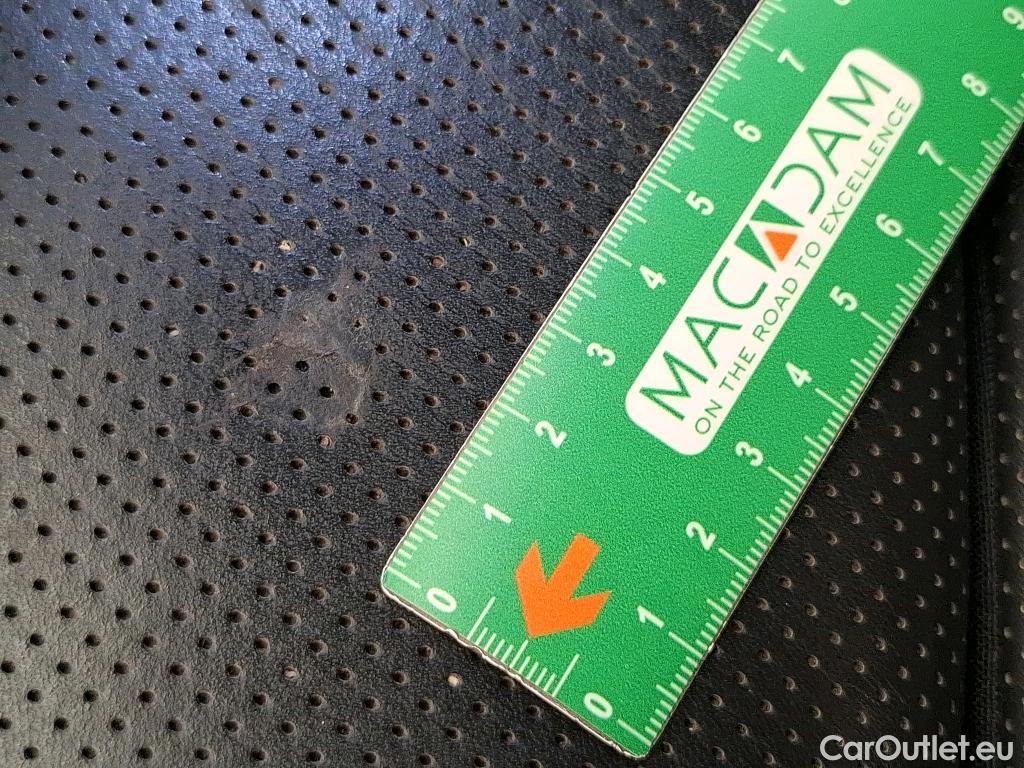 MACADAM
ON THE ROAD TO EXCELLENCE
0 1 2 3 4 5 6 7
0 1 2 3 4 5 6 7 8 9
CarOutlet.eu